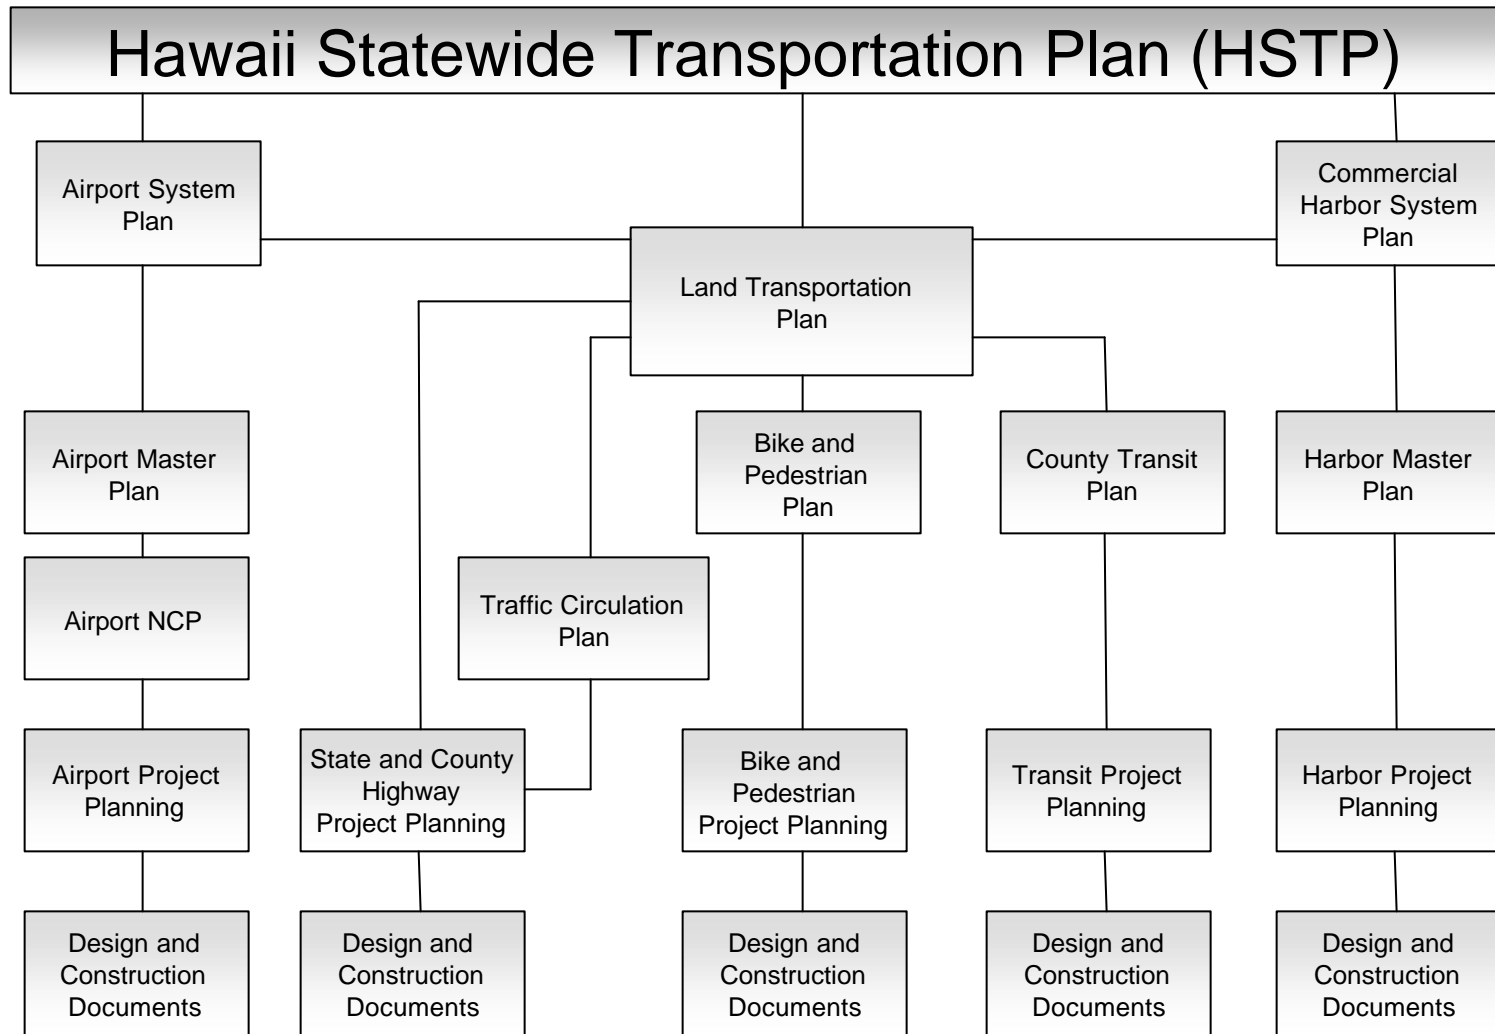 Hawaii Statewide Transportation Plan (HSTP)
Airport System
Plan
Commercial
Harbor System
Plan
Land Transportation
Plan
Airport Master
Plan
Bike and
Pedestrian
Plan
County Transit
Plan
Harbor Master
Plan
Airport NCP
Traffic Circulation
Plan
Airport Project
Planning
State and County
Highway
Project Planning
Bike and
Pedestrian
Project Planning
Transit Project
Planning
Harbor Project
Planning
Design and
Construction
Documents
Design and
Construction
Documents
Design and
Construction
Documents
Design and
Construction
Documents
Design and
Construction
Documents